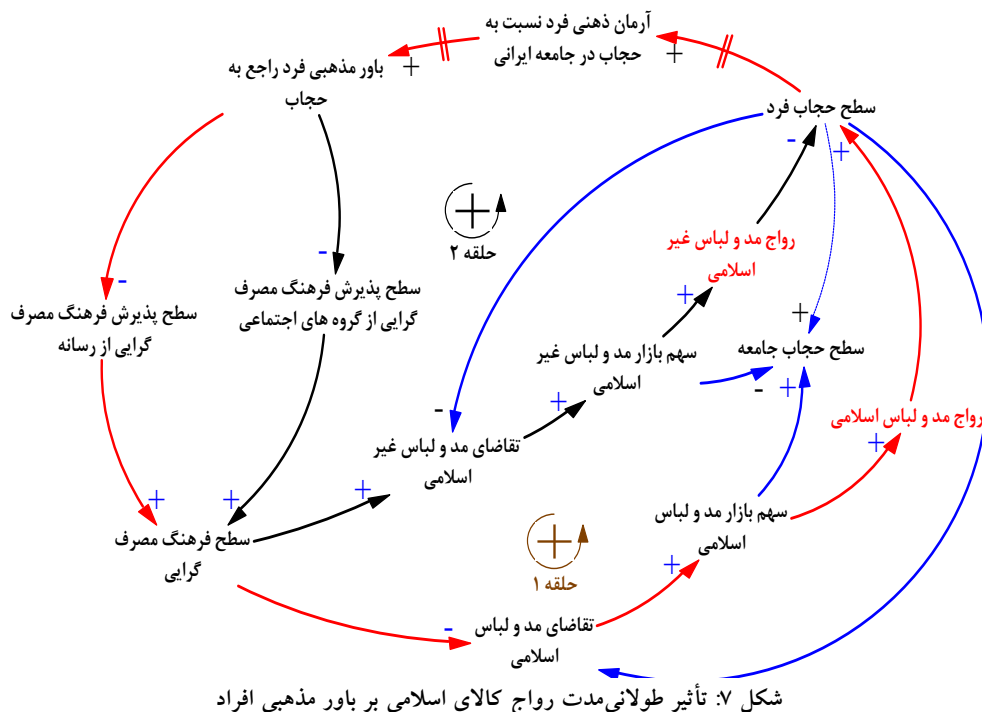 آرمان ذهنی فرد نسبت به
حجاب در جامعه ایرانی
+
+
باور مذهبی فرد راجع به
حجاب
سطح حجاب فرد
-
+
+
حلقه ۲
رواج مد و لباس غیر
اسلامی
-
-
سطح پذیرش فرهنگ مصرف
گرایی از گروه های اجتماعی
سطح پذیرش فرهنگ مصرف
گرایی از رسانه
+
+
سطح حجاب جامعه
سهم بازار مد و لباس غیر
اسلامی
-
+
+
-
رواج مد و لباس اسلامی
+
تقاضای مد و لباس غیر
اسلامی
+
+
+
سهم بازار مد و لباس
اسلامی
سطح فرهنگ مصرف
گرایی
+
حلقه ۱
+
-
تقاضای مد و لباس
اسلامی
شکل ۷: تأثیر طولانی‌مدت رواج کالای اسلامی بر باور مذهبی افراد